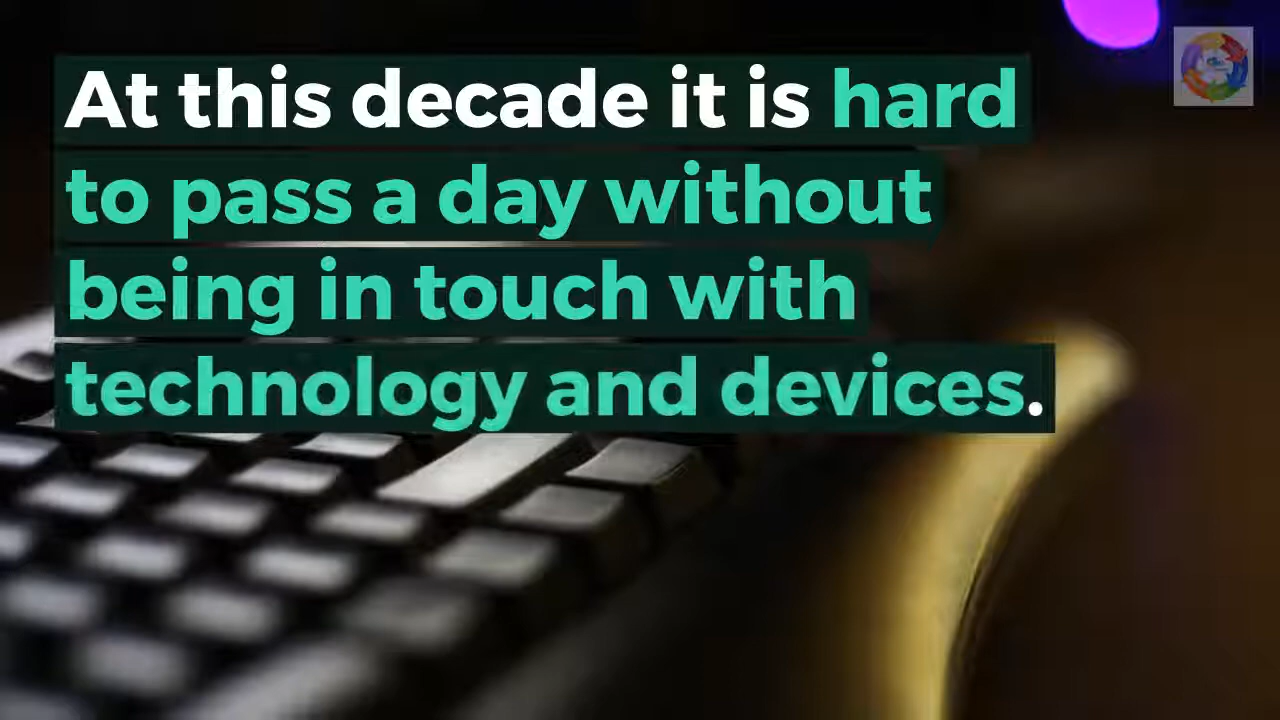 At this decade it is hard
to pass a day without
being in touch with
technology and devices.